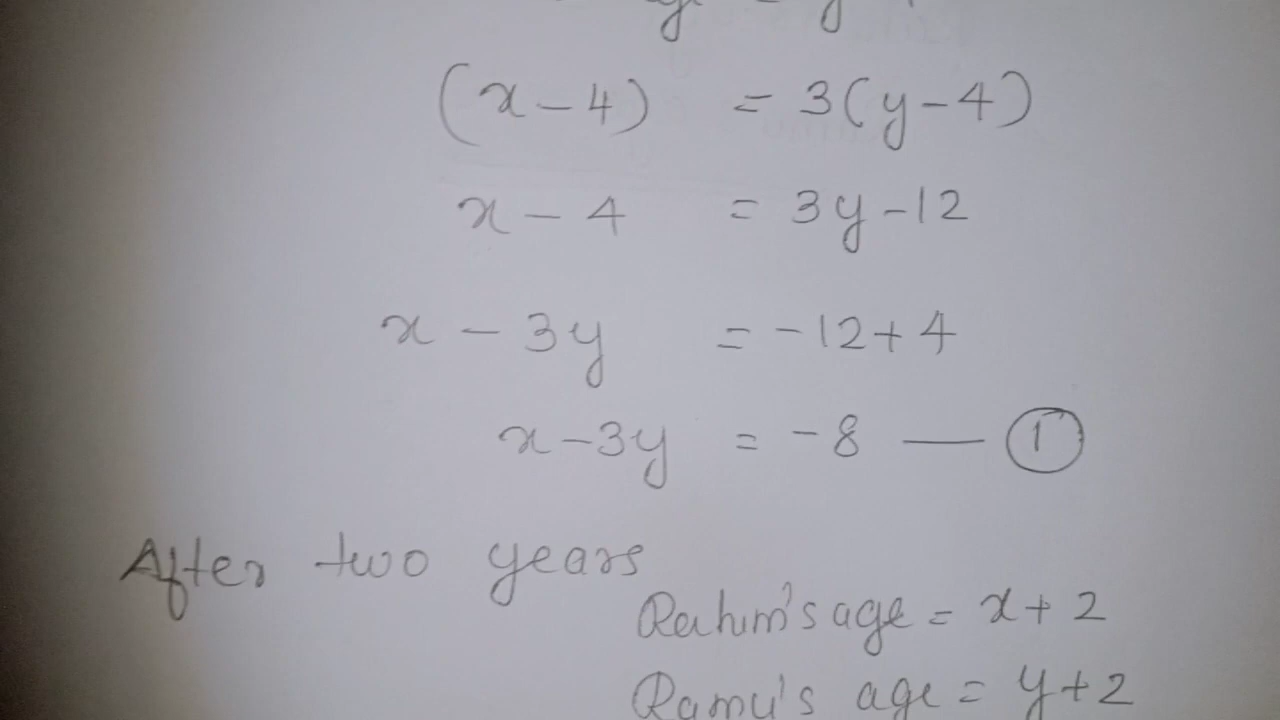 (x-4) = 3(y-4)
x-4 = 3y-12
x-3y = -12+4
x-3y = -8 — ①
After two years
Rahim's age = x+2
Ramu's age = y+2